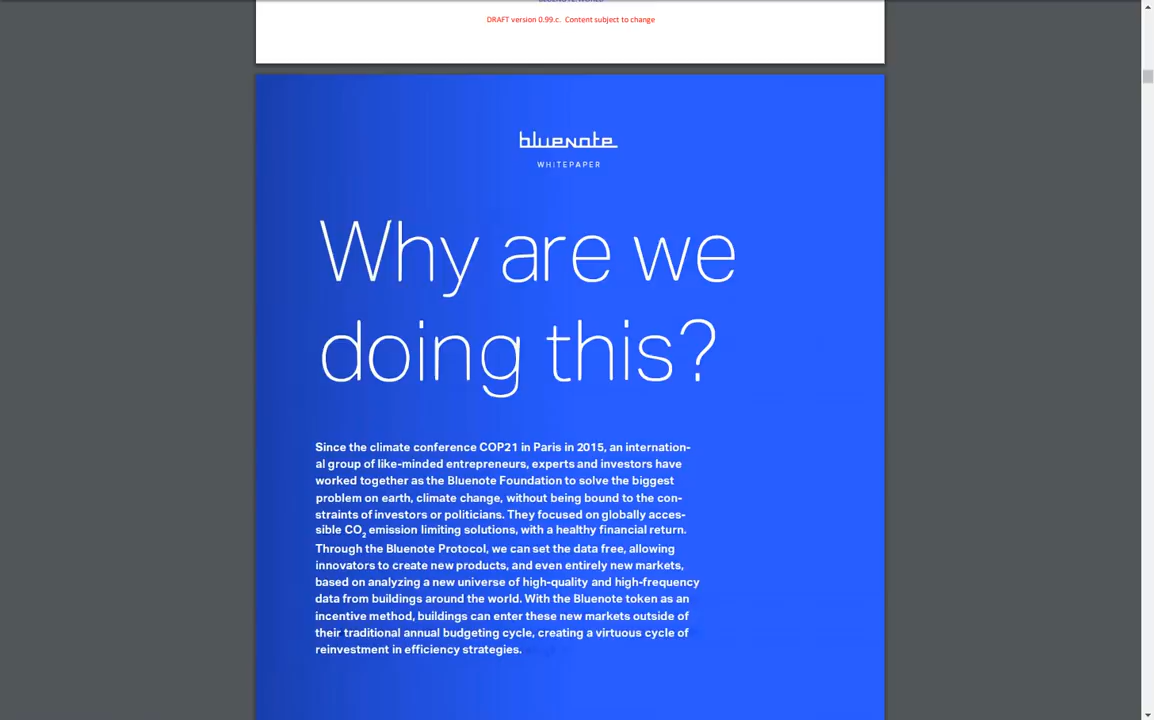 DRAFT version 0.99.c. Content subject to change
bluenote
WHITEPAPER
Why are we
doing this?
Since the climate conference COP21 in Paris in 2015, an internation-
al group of like-minded entrepreneurs, experts and investors have
worked together as the Bluenote Foundation to solve the biggest
problem on earth, climate change, without being bound to the con-
straints of investors or politicians. They focused on globally acces-
sible CO₂ emission limiting solutions, with a healthy financial return.
Through the Bluenote Protocol, we can set the data free, allowing
innovators to create new products, and even entirely new markets,
based on analyzing a new universe of high-quality and high-frequency
data from buildings around the world. With the Bluenote token as an
incentive method, buildings can enter these new markets outside of
their traditional annual budgeting cycle, creating a virtuous cycle of
reinvestment in efficiency strategies.